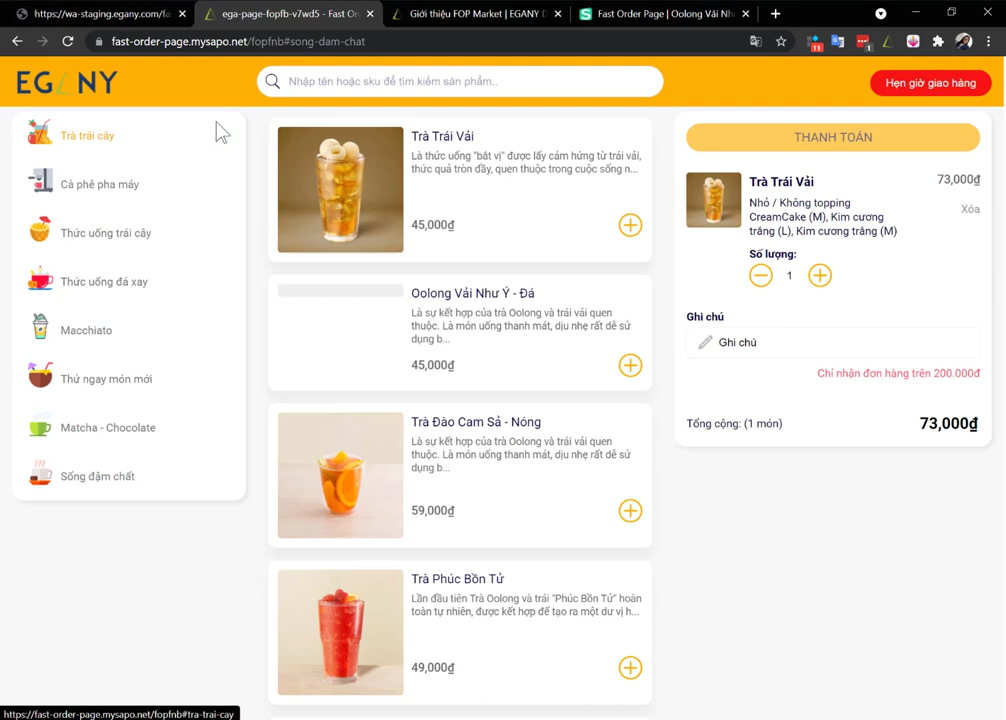 https://wa-staging.egany.com/fa
ega-page-fopfb-v7wd5 - Fast Or
Giới thiệu FOP Market | EGANY D
Fast Order Page | Oolong Vải Nh
fast-order-page.mysapo.net/fopfnb#song-dam-chat
11
1
EGANY
Nhập tên hoặc sku để tìm kiếm sản phẩm..
Hẹn giờ giao hàng
Trà trái cây
Cà phê pha máy
Thức uống trái cây
Thức uống đá xay
Macchiato
Thử ngay món mới
Matcha - Chocolate
Sống đậm chất
Trà Trái Vải
Là thức uống "bắt vị" được lấy cảm hứng từ trái vải,
thức quả tròn đầy, quen thuộc trong cuộc sống n...
45,000₫
Oolong Vải Như Ý - Đá
Là sự kết hợp của trà Oolong và trái vải quen
thuộc. Là món uống thanh mát, dịu nhẹ rất dễ sử
dụng b...
45,000₫
Trà Đào Cam Sả - Nóng
Là sự kết hợp của trà Oolong và trái vải quen
thuộc. Là món uống thanh mát, dịu nhẹ rất dễ sử
dụng b...
59,000₫
Trà Phúc Bồn Tử
Lần đầu tiên Trà Oolong và trái "Phúc Bồn Tử" hoàn
toàn tự nhiên, được kết hợp để tạo ra một dư vị h...
49,000₫
THANH TOÁN
Trà Trái Vải
73,000₫
Nhỏ / Không topping
Xóa
CreamCake (M), Kim cương
trắng (L), Kim cương trắng (M)
Số lượng:
1
Ghi chú
Ghi chú
Chỉ nhận đơn hàng trên 200.000đ
Tổng cộng: (1 món)
73,000₫
https://fast-order-page.mysapo.net/fopfnb#tra-trai-cay